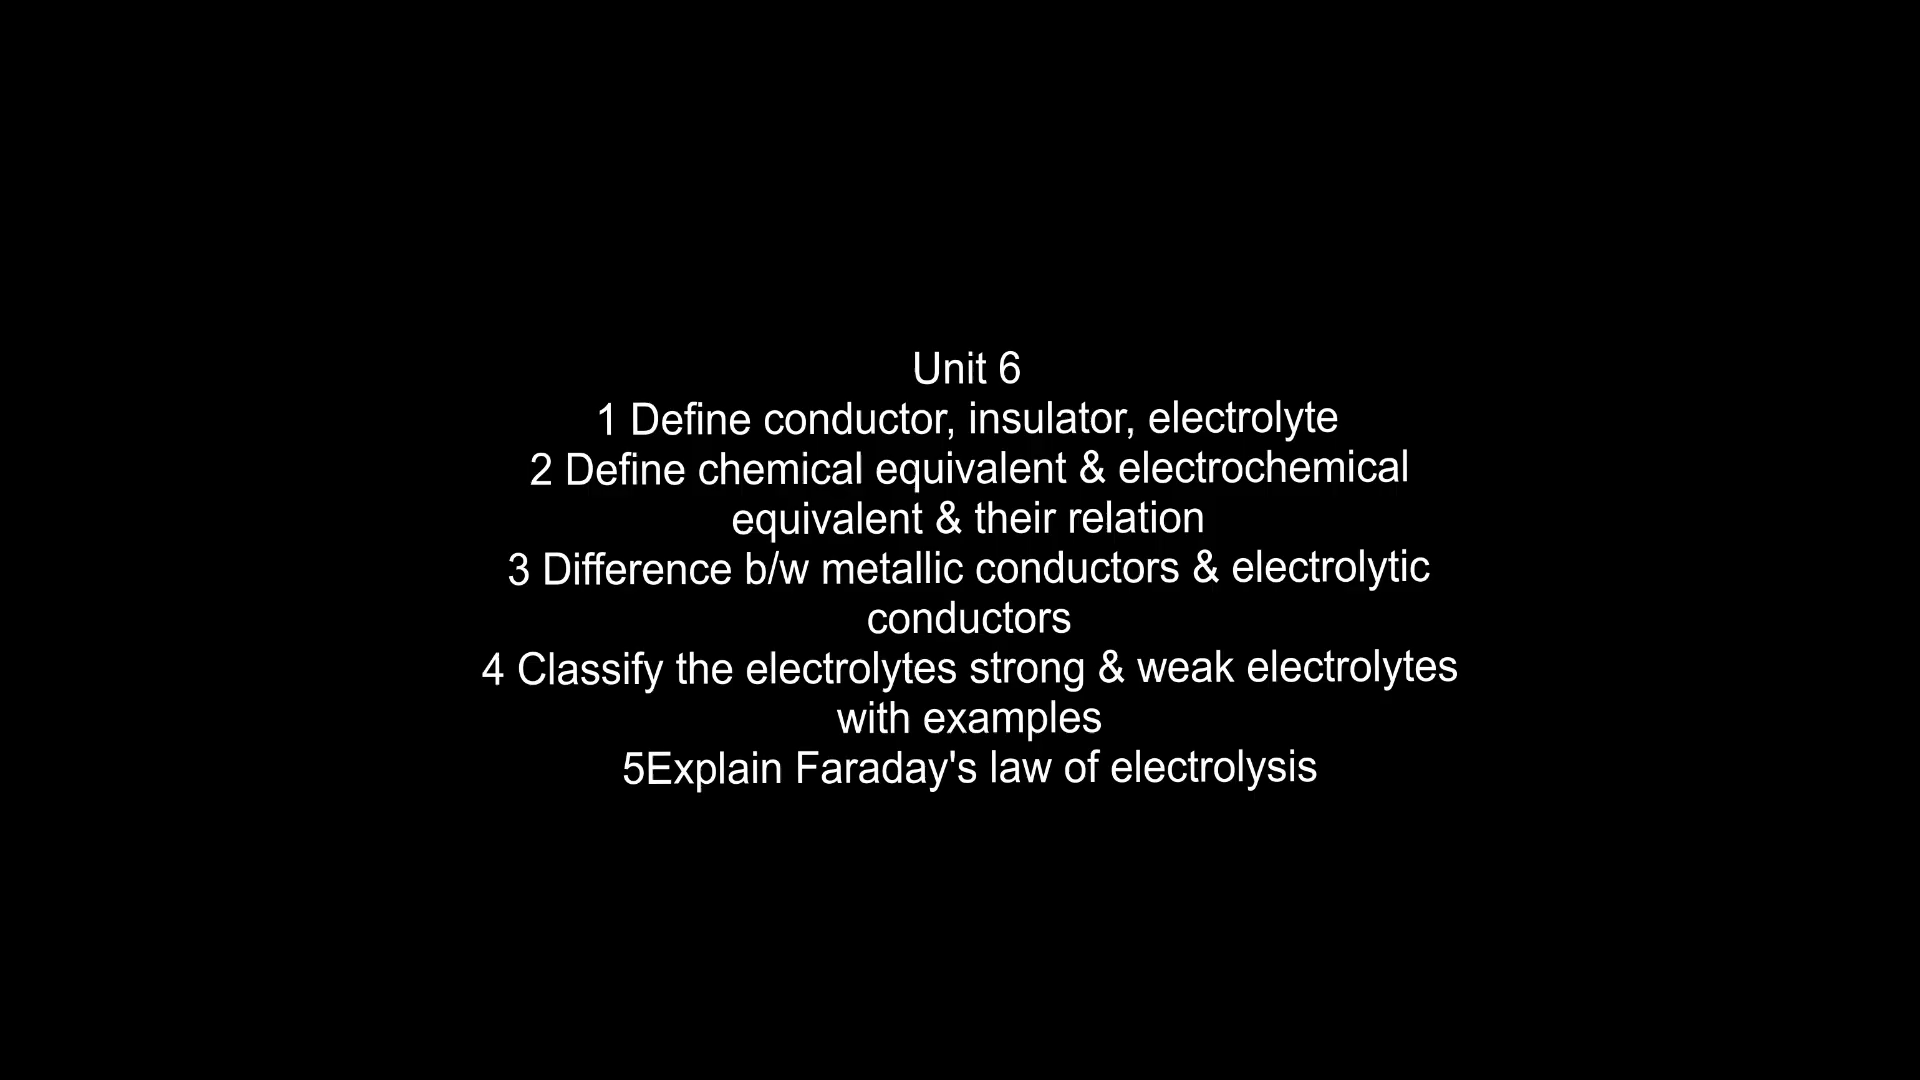 Unit 6
1 Define conductor, insulator, electrolyte
2 Define chemical equivalent & electrochemical
equivalent & their relation
3 Difference b/w metallic conductors & electrolytic
conductors
4 Classify the electrolytes strong & weak electrolytes
with examples
5Explain Faraday's law of electrolysis